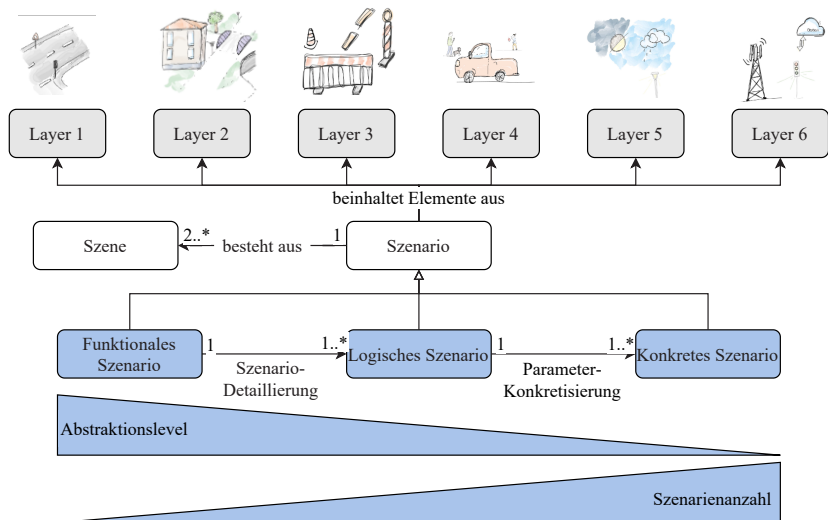 Layer 1
Layer 2
Layer 3
Layer 4
Layer 5
Layer 6
beinhaltet Elemente aus
Szene
2..*
besteht aus
1
Szenario
Funktionales
Szenario
1
1..*
Szenario-
Detaillierung
Logisches Szenario
1
1..*
Parameter-
Konkretisierung
Konkretes Szenario
Abstraktionslevel
Szenarienanzahl